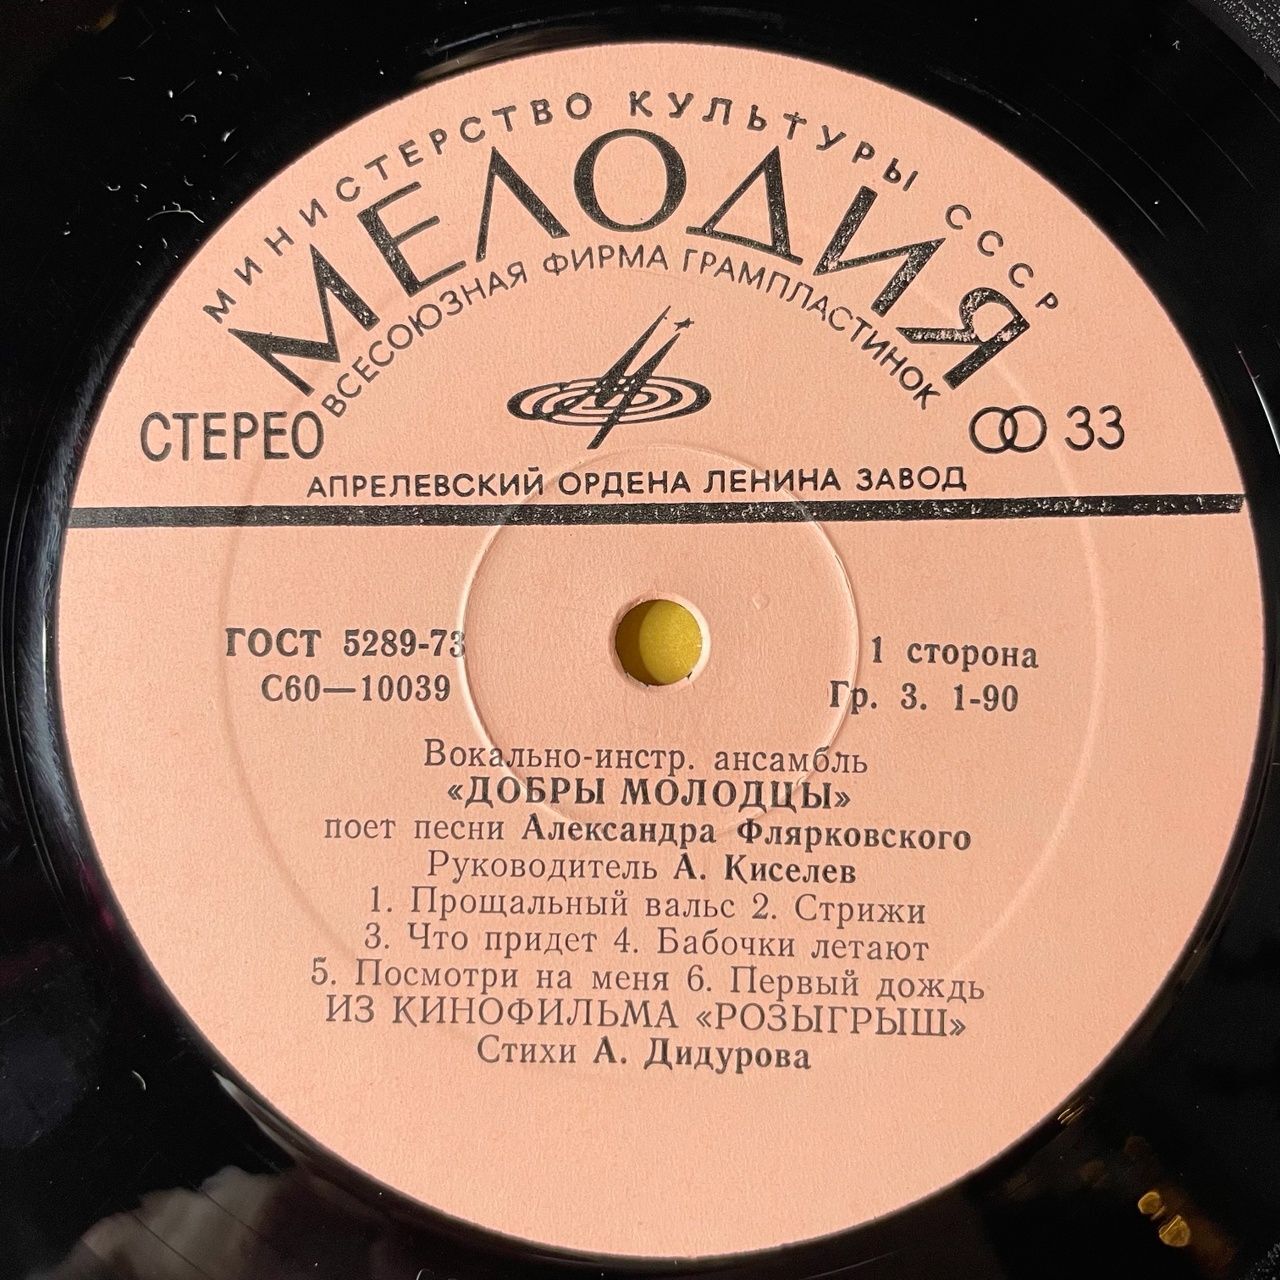 МИНИСТЕРСТВО КУЛЬТУРЫ СССР
МЕЛОДИЯ
ВСЕСОЮЗНАЯ ФИРМА ГРАМПЛАСТИНОК
СТЕРЕО
33
АПРЕЛЕВСКИЙ ОРДЕНА ЛЕНИНА ЗАВОД
ГОСТ 5289-73
1 сторона
С60—10039
Гр. 3. 1-90
Вокально-инстр. ансамбль
«ДОБРЫ МОЛОДЦЫ»
поет песни Александра Флярковского
Руководитель А. Киселев
1. Прощальный вальс 2. Стрижи
3. Что придет 4. Бабочки летают
5. Посмотри на меня 6. Первый дождь
ИЗ КИНОФИЛЬМА «РОЗЫГРЫШ»
Стихи А. Дидурова